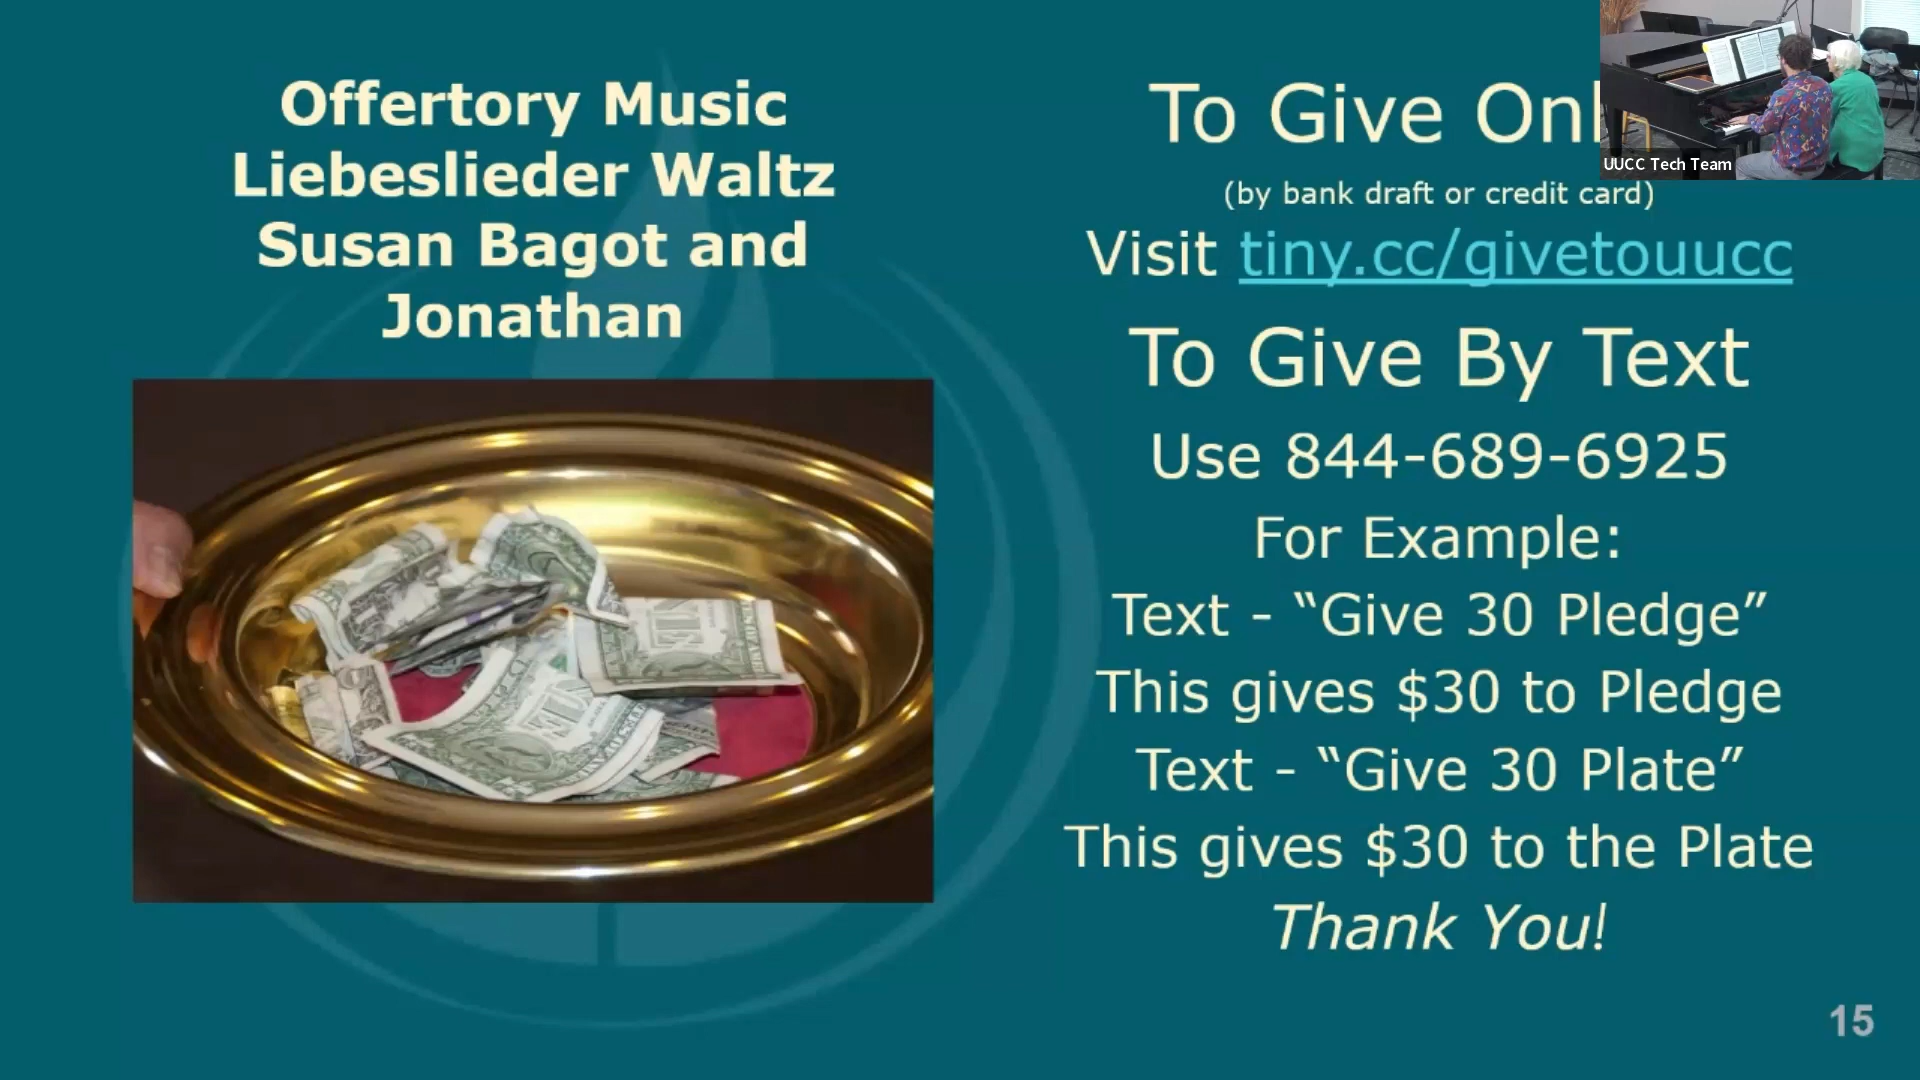 Offertory Music
Liebeslieder Waltz
Susan Bagot and
Jonathan
To Give
(by bank draft or credit card)
Visit tiny.cc/givetouucc
To Give By Text
Use 844-689-6925
For Example:
Text - “Give 30 Pledge”
This gives $30 to Pledge
Text - “Give 30 Plate”
This gives $30 to the Plate
Thank You!
UUCC Tech Team
15